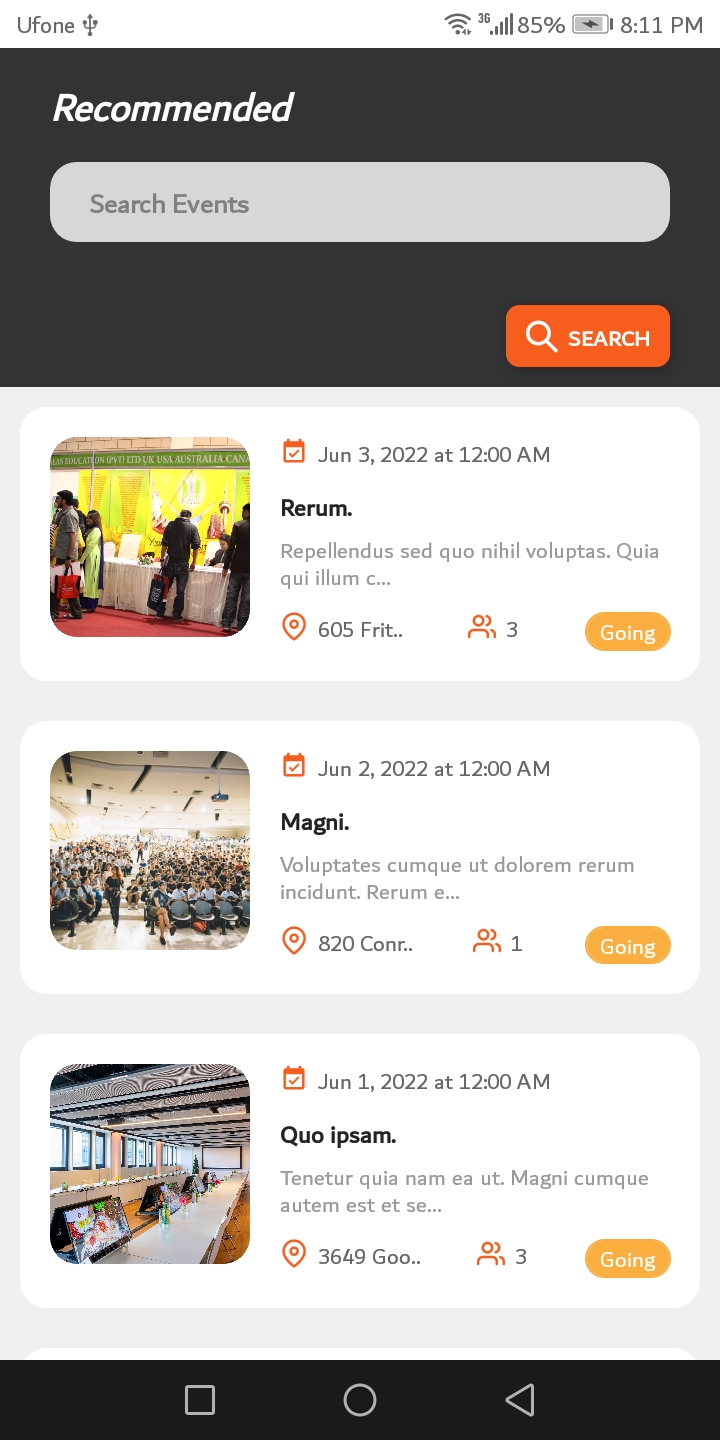 Ufone 3G 85% 8:11 PM
Recommended
Search Events
SEARCH
EAS EDUCATION (PVT) LTD UK USA AUSTRALIA CANA
Jun 3, 2022 at 12:00 AM
Rerum.
Repellendus sed quo nihil voluptas. Quia
qui illum c...
605 Frit.. 3 Going
Jun 2, 2022 at 12:00 AM
Magni.
Voluptates cumque ut dolorem rerum
incidunt. Rerum e...
820 Conr.. 1 Going
Jun 1, 2022 at 12:00 AM
Quo ipsam.
Tenetur quia nam ea ut. Magni cumque
autem est et se...
3649 Goo.. 3 Going